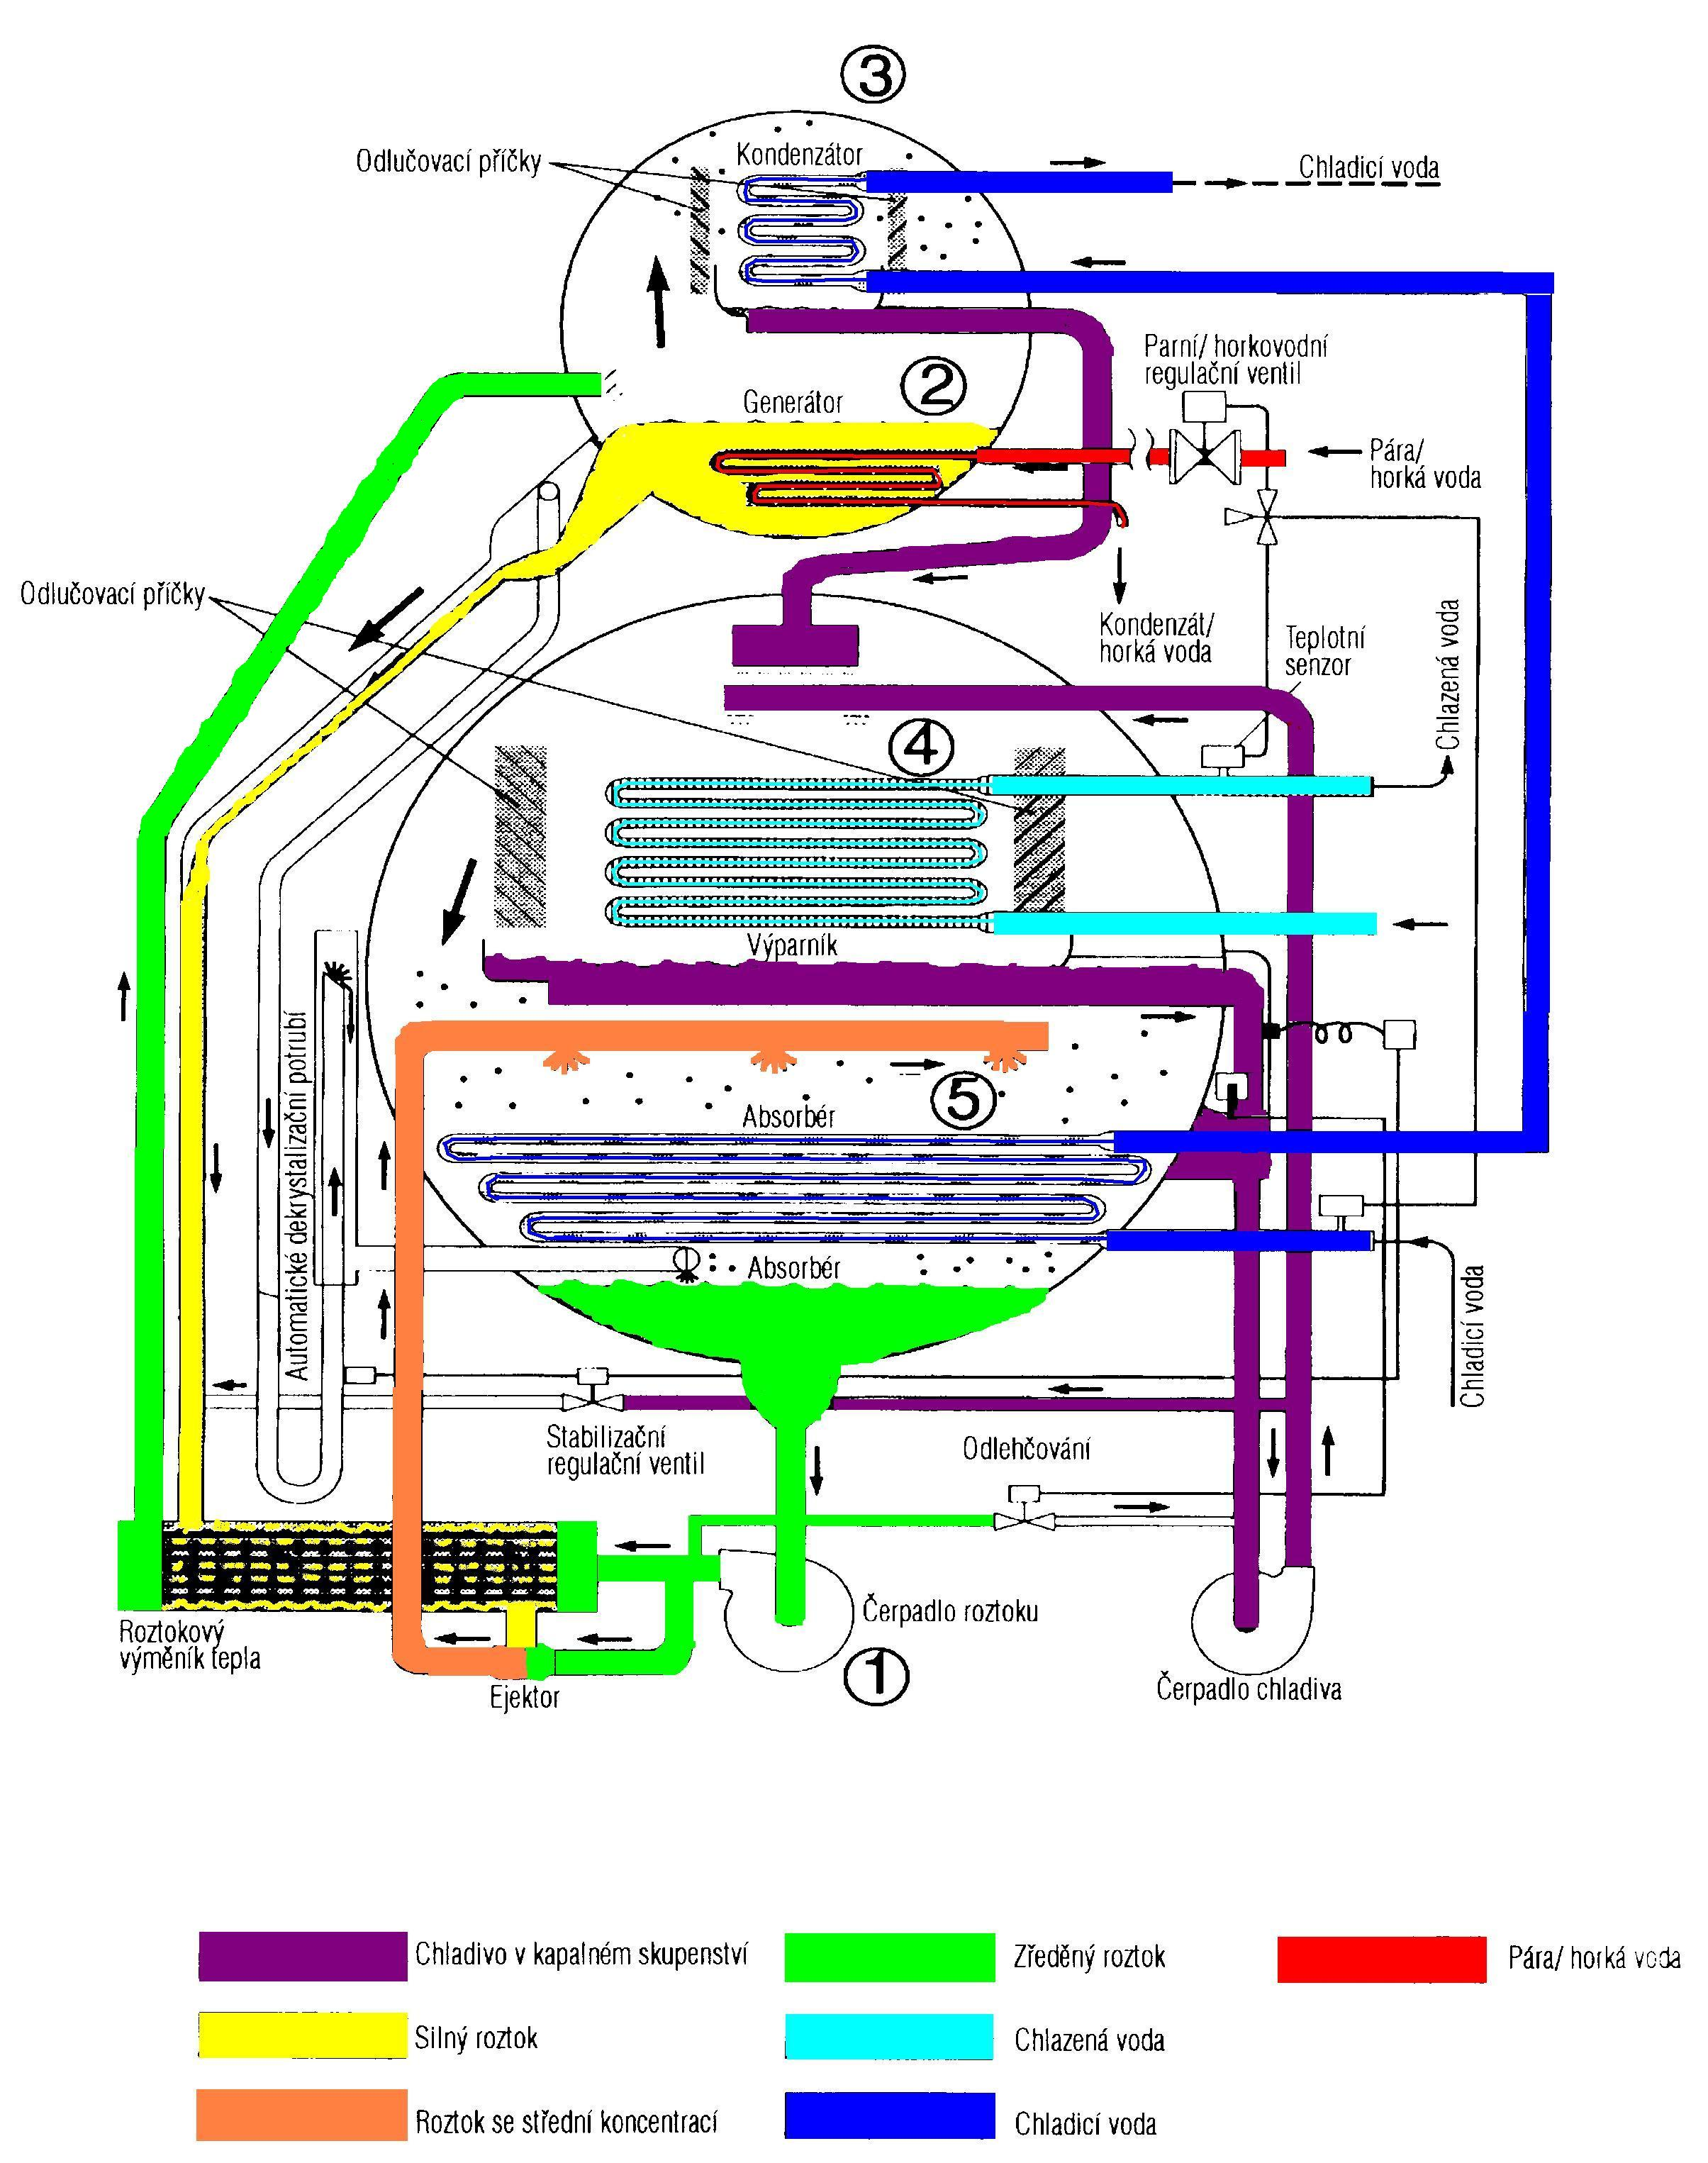 3
Kondenzátor
Odlučovací příčky
Chladicí voda
Parní/ horkovodní
regulační ventil
2
Generátor
Pára/
horká voda
Odlučovací příčky
Kondenzát/
horká voda
Teplotní
senzor
Chlazená voda
4
Výparník
Automatické dekrystalizační potrubí
5
Absorbér
Absorbér
Chladicí voda
Stabilizační
regulační ventil
Odlehčování
Čerpadlo roztoku
Roztokový
výměník tepla
Ejektor
1
Čerpadlo chladiva
Chladivo v kapalném skupenství
Zředěný roztok
Pára/ horká voda
Silný roztok
Chlazená voda
Roztok se střední koncentrací
Chladicí voda